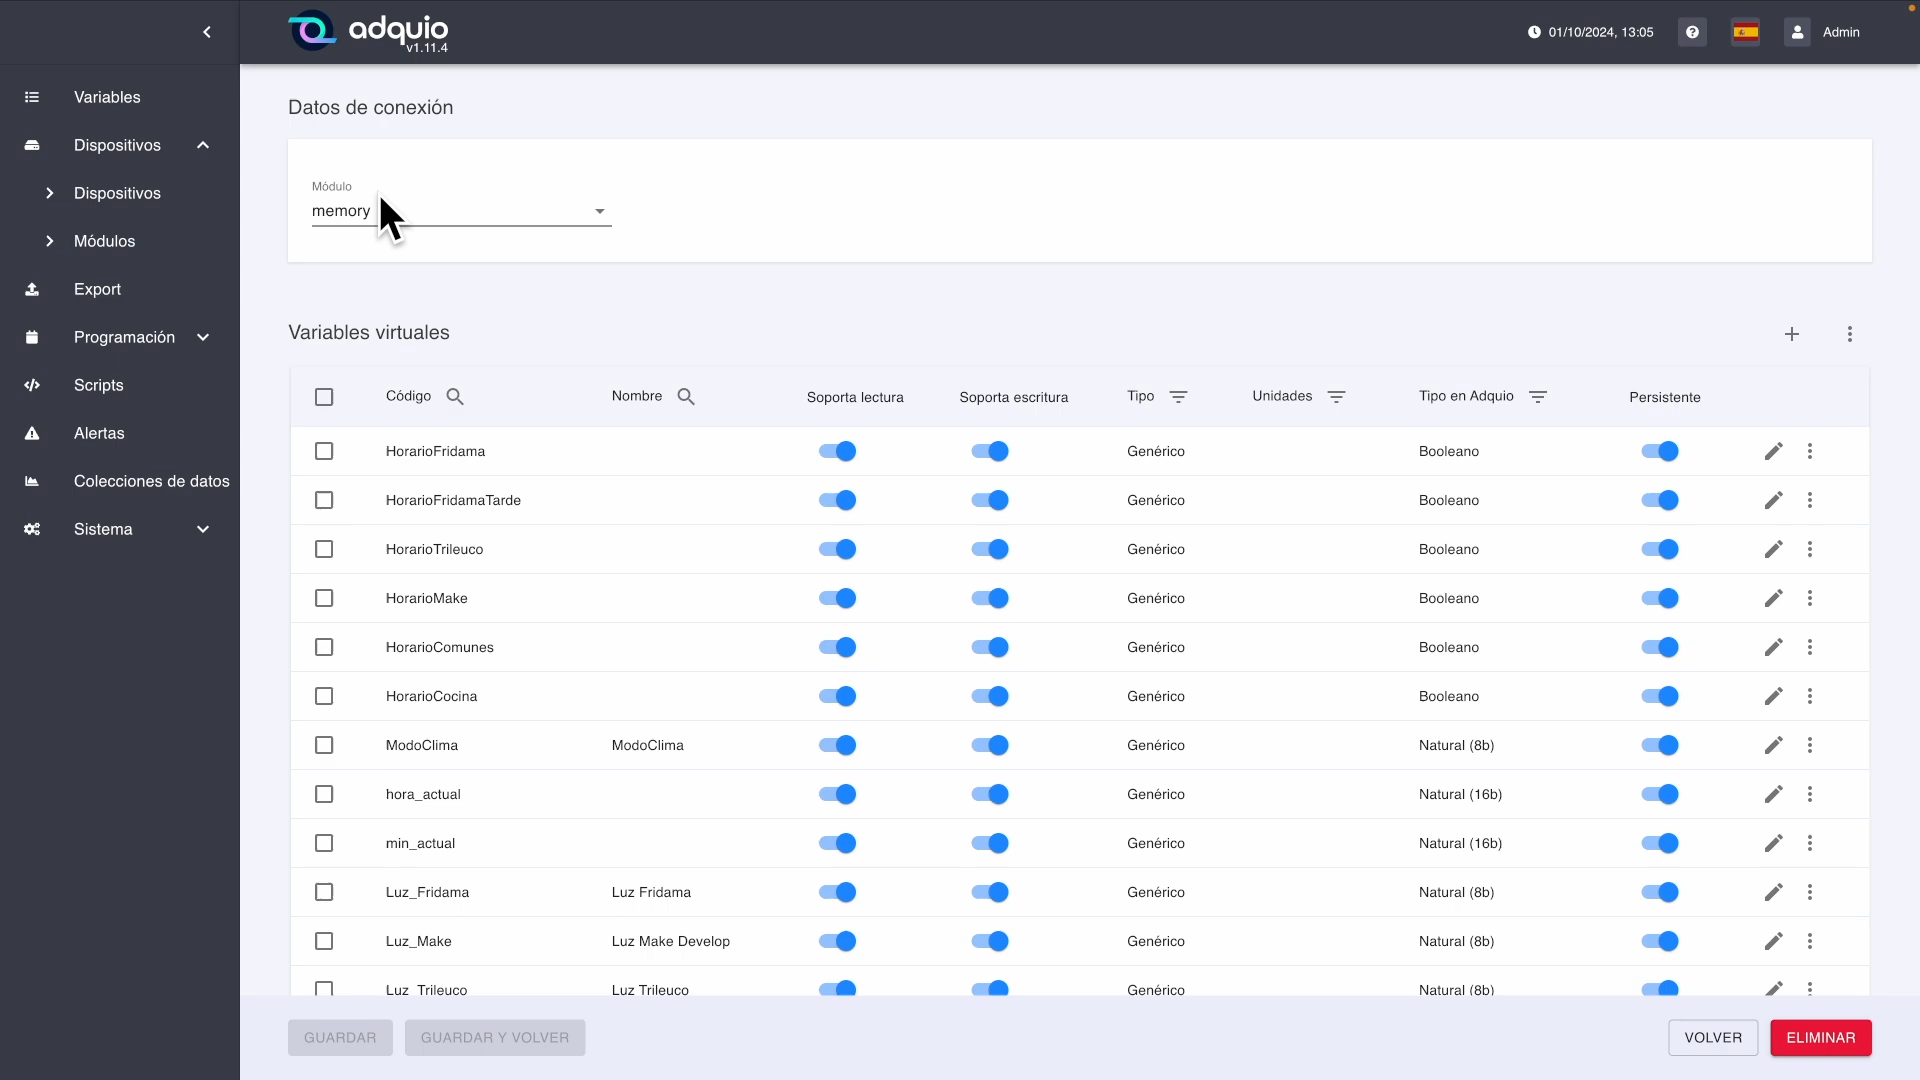 adquio
v1.11.4
01/10/2024, 13:05
Admin
Variables
Dispositivos
Dispositivos
Módulos
Export
Programación
Scripts
Alertas
Colecciones de datos
Sistema
Datos de conexión
Módulo
memory
Variables virtuales
Código Nombre Soporta lectura Soporta escritura Tipo Unidades Tipo en Adquio Persistente
HorarioFridama Genérico Booleano
HorarioFridamaTarde Genérico Booleano
HorarioTrileuco Genérico Booleano
HorarioMake Genérico Booleano
HorarioComunes Genérico Booleano
HorarioCocina Genérico Booleano
ModoClima ModoClima Genérico Natural (8b)
hora_actual Genérico Natural (16b)
min_actual Genérico Natural (16b)
Luz_Fridama Luz Fridama Genérico Natural (8b)
Luz_Make Luz Make Develop Genérico Natural (8b)
Luz_Trileuco Luz Trileuco Genérico Natural (8b)
GUARDAR GUARDAR Y VOLVER VOLVER ELIMINAR